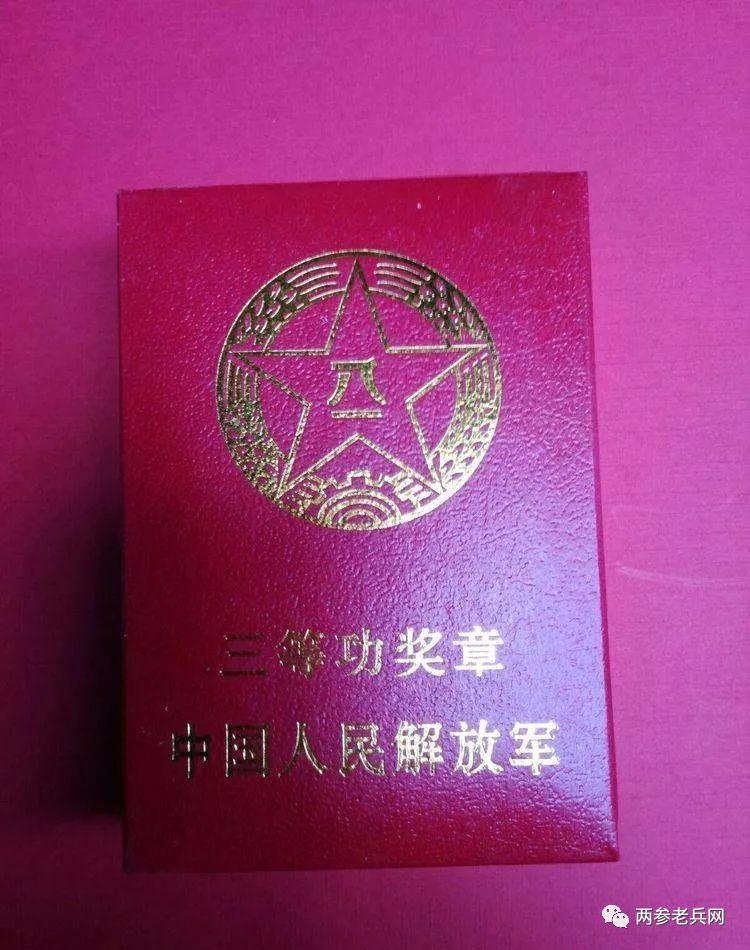 八一
三等功奖章
中国人民解放军
两参老兵网